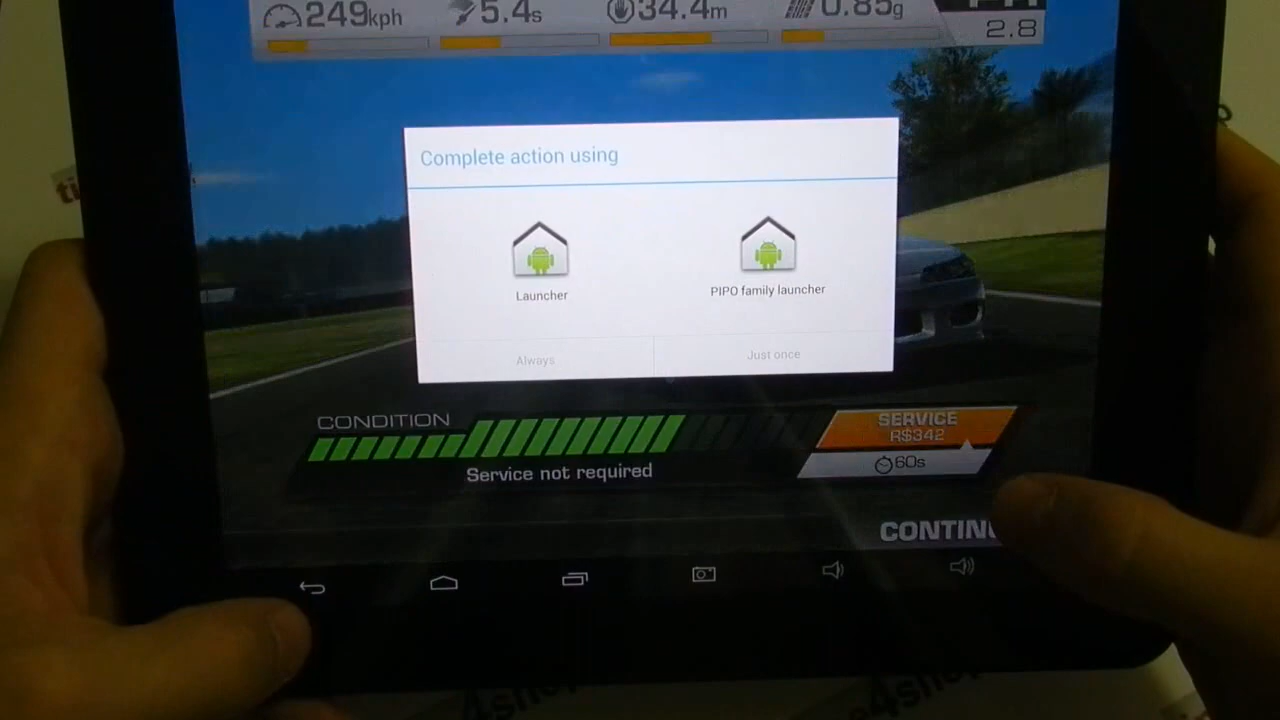 249kph
5.4s
34.4m
0.85g
2.8
Complete action using
Launcher
PIPO family launcher
Always
Just once
CONDITION
SERVICE
R$342
Service not required
60s
CONTIN